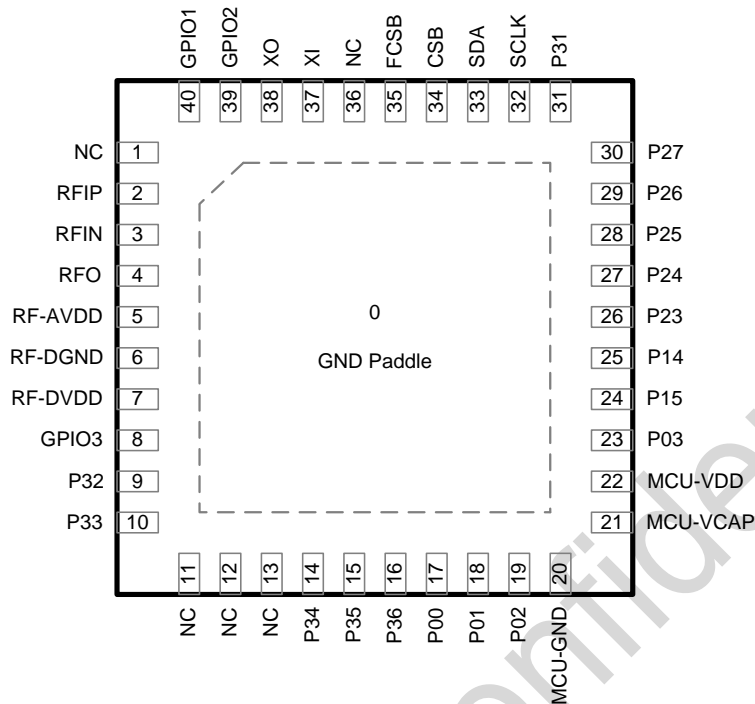 GPIO1 GPIO2 XO XI NC FCSB CSB SDA SCLK P31
40 39 38 37 36 35 34 33 32 31
NC 1 30 P27
RFIP 2 29 P26
RFIN 3 28 P25
RFO 4 27 P24
RF-AVDD 5 0 26 P23
RF-DGND 6 GND Paddle 25 P14
RF-DVDD 7 24 P15
GPIO3 8 23 P03
P32 9 22 MCU-VDD
P33 10 21 MCU-VCAP
11 12 13 14 15 16 17 18 19 20
NC NC NC P34 P35 P36 P00 P01 P02 MCU-GND